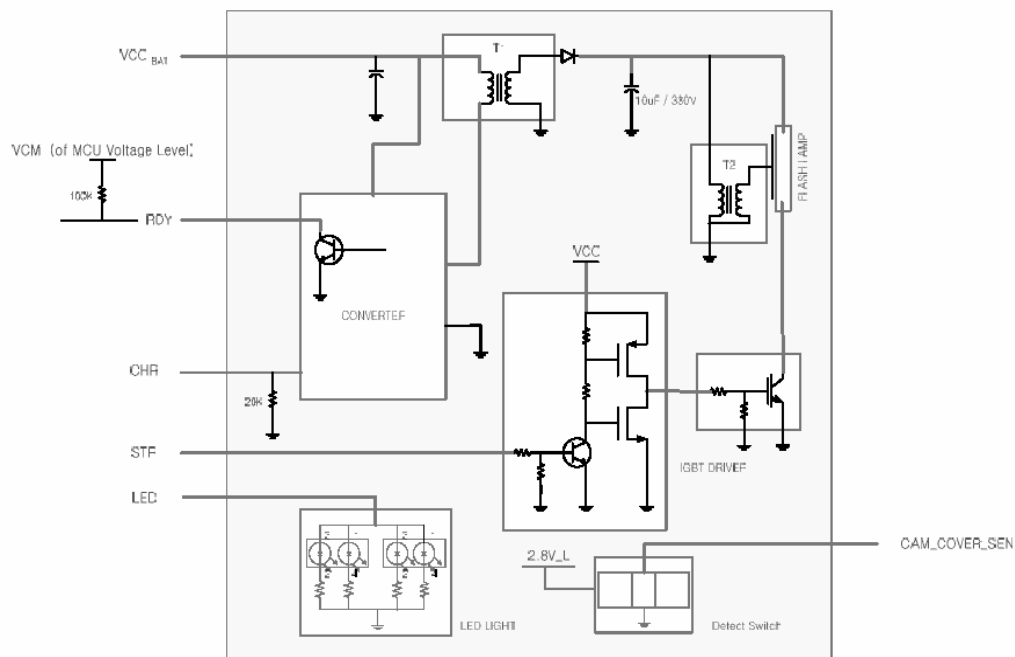 T1
VCC BAT
10uF / 330V
VCM (of MCU Voltage Level)
FLASH LAMP
T2
100K
RDY
VCC
CONVERTER
CHR
20K
STR
IGBT DRIVER
LED
2.8V_L
CAM_COVER_SEN
LED LIGHT
Detect Switch